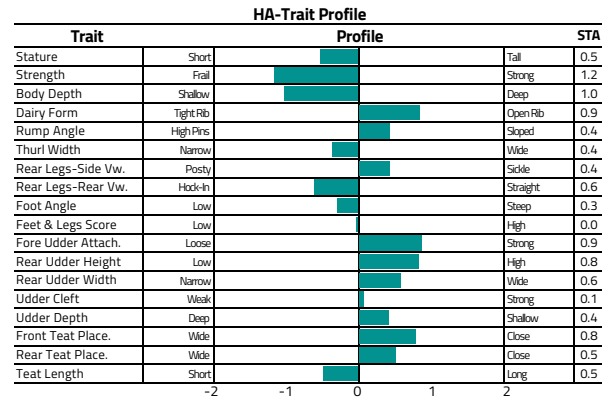 HA-Trait Profile
Trait Profile STA
Stature Short Tall 0.5
Strength Frail Strong 1.2
Body Depth Shallow Deep 1.0
Dairy Form Tight Rib Open Rib 0.9
Rump Angle High Pins Sloped 0.4
Thurl Width Narrow Wide 0.4
Rear Legs-Side Vw. Posty Sickle 0.4
Rear Legs-Rear Vw. Hock-In Straight 0.6
Foot Angle Low Steep 0.3
Feet & Legs Score Low High 0.0
Fore Udder Attach. Loose Strong 0.9
Rear Udder Height Low High 0.8
Rear Udder Width Narrow Wide 0.6
Udder Cleft Weak Strong 0.1
Udder Depth Deep Shallow 0.4
Front Teat Place. Wide Close 0.8
Rear Teat Place. Wide Close 0.5
Teat Length Short Long 0.5
-2 -1 0 1 2